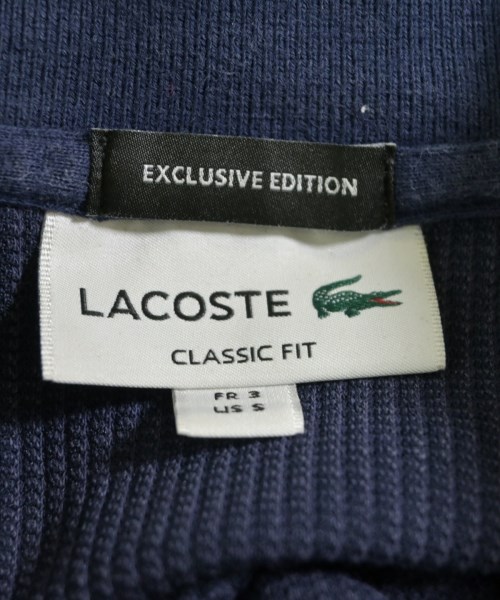 EXCLUSIVE EDITION
LACOSTE
CLASSIC FIT
FR 3
US S